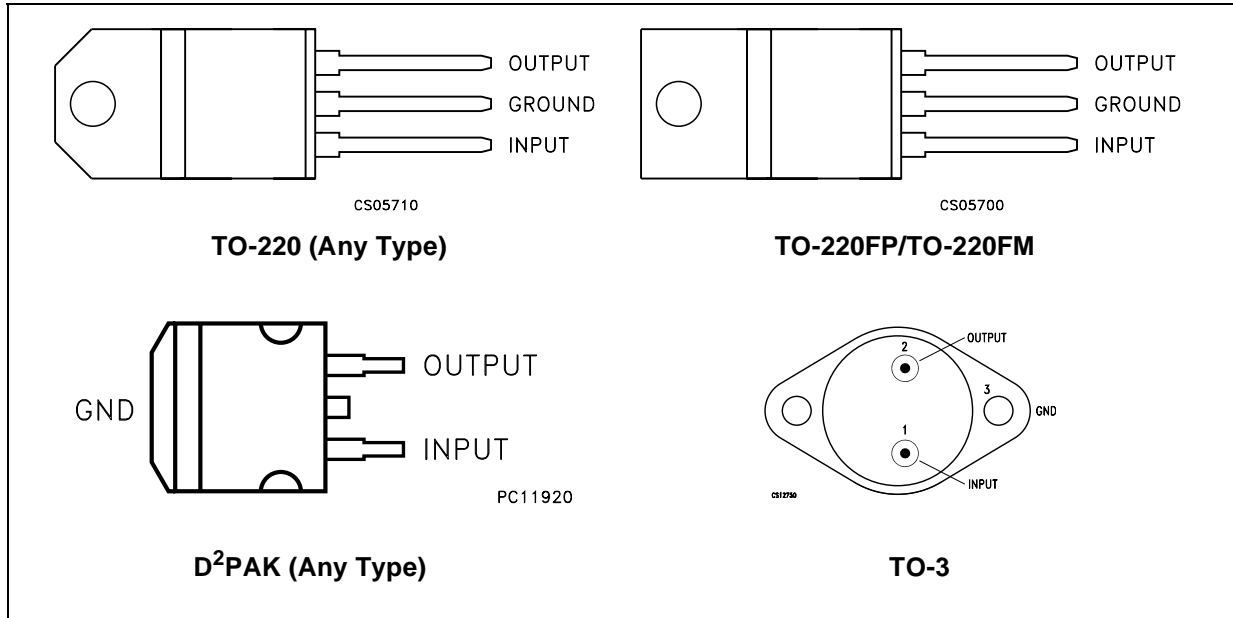 OUTPUT
GROUND
INPUT
CS05710
TO-220 (Any Type)
OUTPUT
GROUND
INPUT
CS05700
TO-220FP/TO-220FM
OUTPUT
GND
INPUT
PC11920
D²PAK (Any Type)
2
OUTPUT
3
GND
1
INPUT
CS12750
TO-3